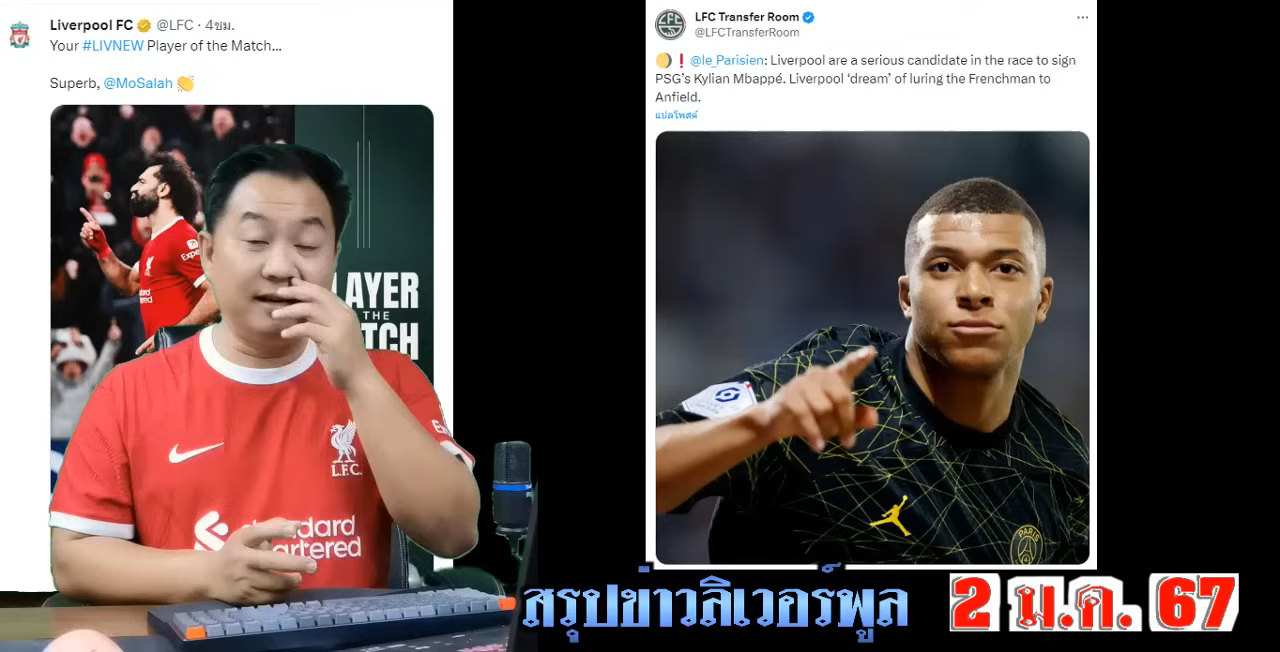 Liverpool FC @LFC · 4ชม.
Your #LIVNEW Player of the Match...
Superb, @MoSalah
PLAYER
THE
L.F.C.
standard
chartered
LFC Transfer Room
@LFCTransferRoom
@le_Parisien: Liverpool are a serious candidate in the race to sign
PSG's Kylian Mbappé. Liverpool ‘dream’ of luring the Frenchman to
Anfield.
แปลโพสต์
PARIS
สรุปข่าวลิเวอร์พูล 2 ม.ค. 67